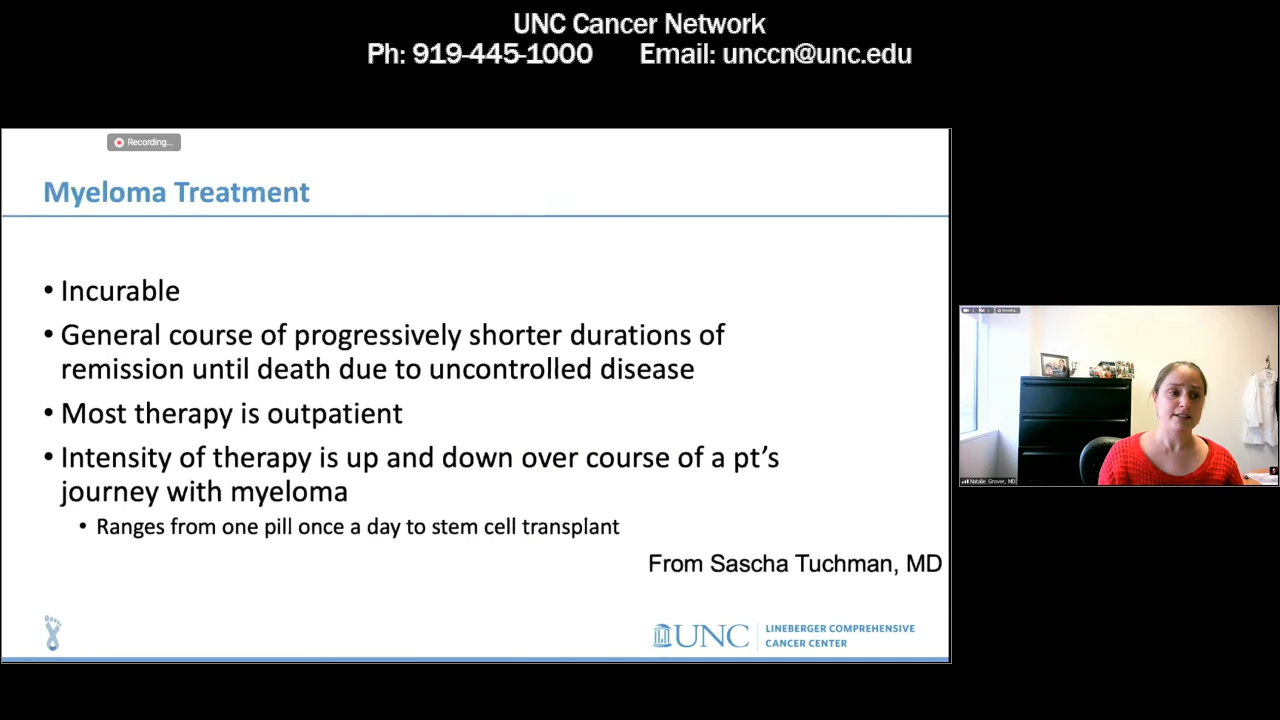 UNC Cancer Network
Ph: 919-445-1000 Email: unccn@unc.edu
Recording...
Myeloma Treatment
• Incurable
• General course of progressively shorter durations of
remission until death due to uncontrolled disease
• Most therapy is outpatient
• Intensity of therapy is up and down over course of a pt's
journey with myeloma
• Ranges from one pill once a day to stem cell transplant
From Sascha Tuchman, MD
UNC
LINEBERGER COMPREHENSIVE
CANCER CENTER
Natalie Grover, MD